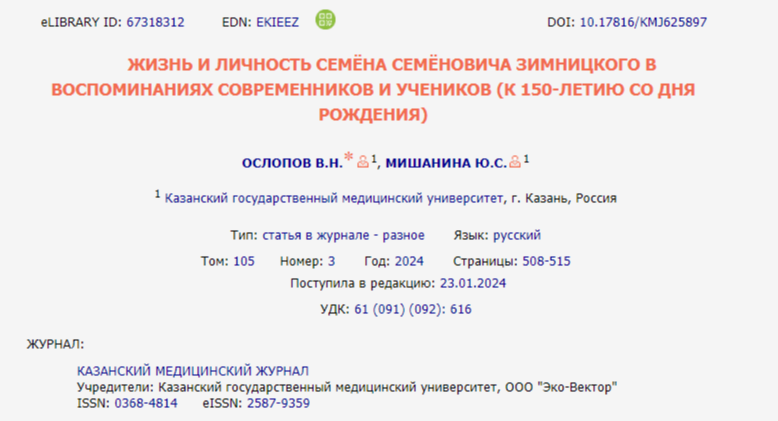 eLIBRARY ID: 67318312 EDN: EKIEEZ DOI: 10.17816/KMJ625897
ЖИЗНЬ И ЛИЧНОСТЬ СЕМЁНА СЕМЁНОВИЧА ЗИМНИЦКОГО В
ВОСПОМИНАНИЯХ СОВРЕМЕННИКОВ И УЧЕНИКОВ (К 150-ЛЕТИЮ СО ДНЯ
РОЖДЕНИЯ)
ОСЛОПОВ В.Н.* 1, МИШАНИНА Ю.С. 1
1 Казанский государственный медицинский университет, г. Казань, Россия
Тип: статья в журнале - разное Язык: русский
Том: 105 Номер: 3 Год: 2024 Страницы: 508-515
Поступила в редакцию: 23.01.2024
УДК: 61 (091) (092): 616
ЖУРНАЛ:
КАЗАНСКИЙ МЕДИЦИНСКИЙ ЖУРНАЛ
Учредители: Казанский государственный медицинский университет, ООО "Эко-Вектор"
ISSN: 0368-4814 eISSN: 2587-9359